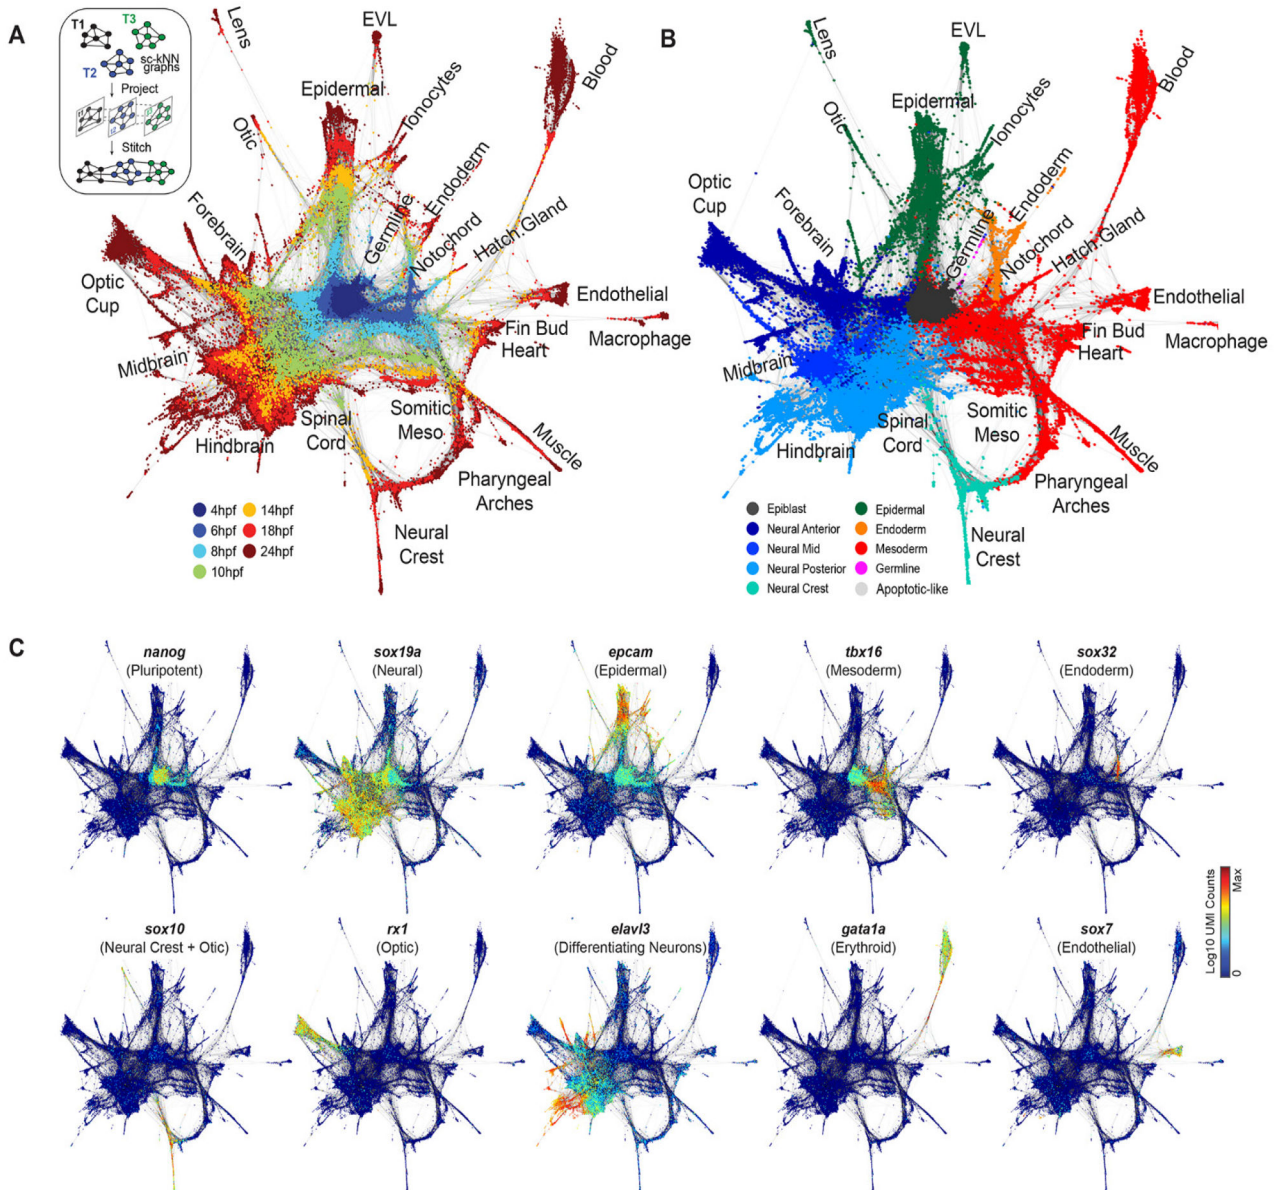 A
T1
T3
T2
sc-kNN
graphs
Project
t1
t2
t3
Stitch
Lens
EVL
Blood
Epidermal
Ionocytes
Otic
Endoderm
Germline
Forebrain
Notochord
Hatch Gland
Optic
Cup
Endothelial
Macrophage
Fin Bud
Heart
Midbrain
Hindbrain
Spinal
Cord
Somitic
Meso
Muscle
Pharyngeal
Arches
Neural
Crest
4hpf
14hpf
6hpf
18hpf
8hpf
24hpf
10hpf
B
Lens
EVL
Blood
Epidermal
Ionocytes
Otic
Endoderm
Germline
Optic
Cup
Forebrain
Notochord
Hatch Gland
Endothelial
Macrophage
Fin Bud
Heart
Midbrain
Hindbrain
Spinal
Cord
Somitic
Meso
Muscle
Pharyngeal
Arches
Neural
Crest
Epiblast
Epidermal
Neural Anterior
Endoderm
Neural Mid
Mesoderm
Neural Posterior
Germline
Neural Crest
Apoptotic-like
C
nanog
(Pluripotent)
sox19a
(Neural)
epcam
(Epidermal)
tbx16
(Mesoderm)
sox32
(Endoderm)
sox10
(Neural Crest + Otic)
rx1
(Optic)
elavl3
(Differentiating Neurons)
gata1a
(Erythroid)
sox7
(Endothelial)
Log10 UMI Counts
Max
0